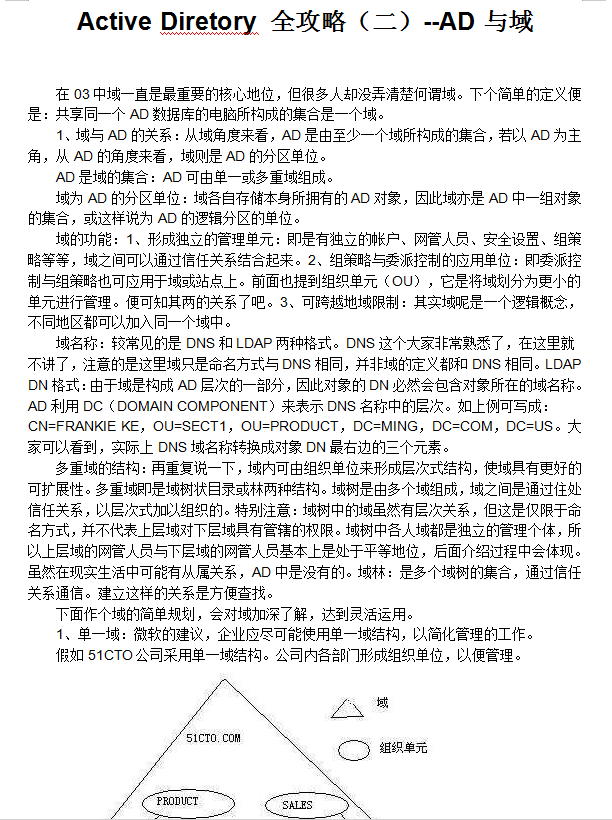 Active Diretory 全攻略（二）--AD 与域
在 03 中域一直是最重要的核心地位，但很多人却没弄清楚何谓域。下个简单的定义便
是：共享同一个 AD 数据库的电脑所构成的集合是一个域。
1、域与 AD 的关系：从域角度来看，AD 是由至少一个域所构成的集合，若以 AD 为主
角，从 AD 的角度来看，域则是 AD 的分区单位。
AD 是域的集合：AD 可由单一或多重域组成。
域为 AD 的分区单位：域各自存储本身所拥有的 AD 对象，因此域亦是 AD 中一组对象
的集合，或这样说为 AD 的逻辑分区的单位。
域的功能：1、形成独立的管理单元：即是有独立的帐户、网管人员、安全设置、组策
略等等，域之间可以通过信任关系结合起来。2、组策略与委派控制的应用单位：即委派控
制与组策略也可应用于域或站点上。前面也提到组织单元（OU），它是将域划分为更小的
单元进行管理。便可知其两的关系了吧。3、可跨越地域限制：其实域呢是一个逻辑概念，
不同地区都可以加入同一个域中。
域名称：较常见的是 DNS 和 LDAP 两种格式。DNS 这个大家非常熟悉了，在这里就
不讲了，注意的是这里域只是命名方式与 DNS 相同，并非域的定义都和 DNS 相同。LDAP
DN 格式：由于域是构成 AD 层次的一部分，因此对象的 DN 必然会包含对象所在的域名称。
AD 利用 DC（DOMAIN COMPONENT）来表示 DNS 名称中的层次。如上例可写成：
CN=FRANKIE KE，OU=SECT1，OU=PRODUCT，DC=MING，DC=COM，DC=US。大
家可以看到，实际上 DNS 域名称转换成对象 DN 最右边的三个元素。
多重域的结构：再重复说一下，域内可由组织单位来形成层次式结构，使域具有更好的
可扩展性。多重域即是域树状目录或林两种结构。域树是由多个域组成，域之间是通过住处
信任关系，以层次式加以组织的。特别注意：域树中的域虽然有层次关系，但这是仅限于命
名方式，并不代表上层域对下层域具有管辖的权限。域树中各人域都是独立的管理个体，所
以上层域的网管人员与下层域的网管人员基本上是处于平等地位，后面介绍过程中会体现。
虽然在现实生活中可能有从属关系，AD 中是没有的。域林：是多个域树的集合，通过信任
关系通信。建立这样的关系是方便查找。
下面作个域的简单规划，会对域加深了解，达到灵活运用。
1、单一域：微软的建议，企业应尽可能使用单一域结构，以简化管理的工作。
假如 51CTO 公司采用单一域结构。公司内各部门形成组织单位，以便管理。
域
51CTO.COM
组织单元
PRODUCT
SALES